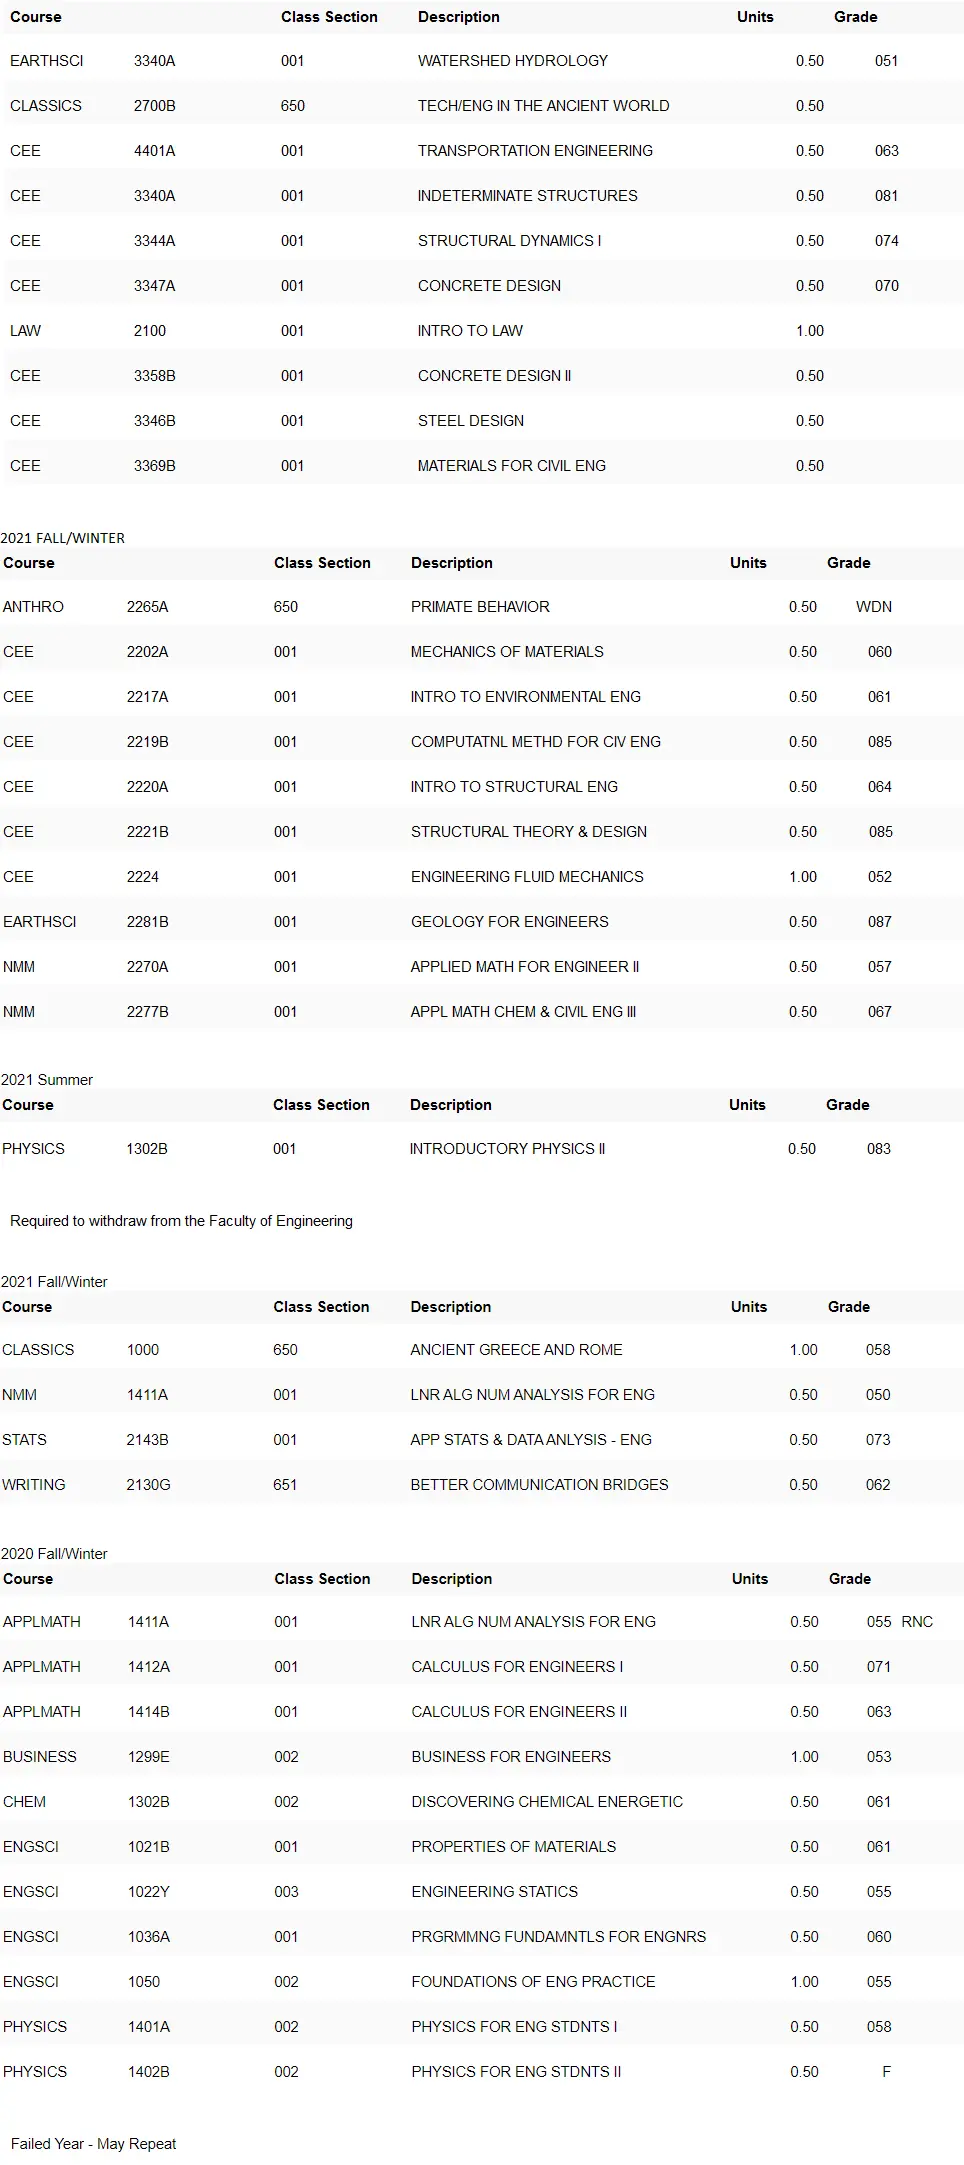 Course Class Section Description Units Grade
EARTHSCI 3340A 001 WATERSHED HYDROLOGY 0.50 051
CLASSICS 2700B 650 TECH/ENG IN THE ANCIENT WORLD 0.50
CEE 4401A 001 TRANSPORTATION ENGINEERING 0.50 063
CEE 3340A 001 INDETERMINATE STRUCTURES 0.50 081
CEE 3344A 001 STRUCTURAL DYNAMICS I 0.50 074
CEE 3347A 001 CONCRETE DESIGN 0.50 070
LAW 2100 001 INTRO TO LAW 1.00
CEE 3358B 001 CONCRETE DESIGN II 0.50
CEE 3346B 001 STEEL DESIGN 0.50
CEE 3369B 001 MATERIALS FOR CIVIL ENG 0.50
2021 FALL/WINTER
Course Class Section Description Units Grade
ANTHRO 2265A 650 PRIMATE BEHAVIOR 0.50 WDN
CEE 2202A 001 MECHANICS OF MATERIALS 0.50 060
CEE 2217A 001 INTRO TO ENVIRONMENTAL ENG 0.50 061
CEE 2219B 001 COMPUTATNL METHD FOR CIV ENG 0.50 085
CEE 2220A 001 INTRO TO STRUCTURAL ENG 0.50 064
CEE 2221B 001 STRUCTURAL THEORY & DESIGN 0.50 085
CEE 2224 001 ENGINEERING FLUID MECHANICS 1.00 052
EARTHSCI 2281B 001 GEOLOGY FOR ENGINEERS 0.50 087
NMM 2270A 001 APPLIED MATH FOR ENGINEER II 0.50 057
NMM 2277B 001 APPL MATH CHEM & CIVIL ENG III 0.50 067
2021 Summer
Course Class Section Description Units Grade
PHYSICS 1302B 001 INTRODUCTORY PHYSICS II 0.50 083
Required to withdraw from the Faculty of Engineering
2021 Fall/Winter
Course Class Section Description Units Grade
CLASSICS 1000 650 ANCIENT GREECE AND ROME 1.00 058
NMM 1411A 001 LNR ALG NUM ANALYSIS FOR ENG 0.50 050
STATS 2143B 001 APP STATS & DATA ANLYSIS - ENG 0.50 073
WRITING 2130G 651 BETTER COMMUNICATION BRIDGES 0.50 062
2020 Fall/Winter
Course Class Section Description Units Grade
APPLMATH 1411A 001 LNR ALG NUM ANALYSIS FOR ENG 0.50 055 RNC
APPLMATH 1412A 001 CALCULUS FOR ENGINEERS I 0.50 071
APPLMATH 1414B 001 CALCULUS FOR ENGINEERS II 0.50 063
BUSINESS 1299E 002 BUSINESS FOR ENGINEERS 1.00 053
CHEM 1302B 002 DISCOVERING CHEMICAL ENERGETIC 0.50 061
ENGSCI 1021B 001 PROPERTIES OF MATERIALS 0.50 061
ENGSCI 1022Y 003 ENGINEERING STATICS 0.50 055
ENGSCI 1036A 001 PRGRMMNG FUNDAMNTLS FOR ENGNRS 0.50 060
ENGSCI 1050 002 FOUNDATIONS OF ENG PRACTICE 1.00 055
PHYSICS 1401A 002 PHYSICS FOR ENG STDNTS I 0.50 058
PHYSICS 1402B 002 PHYSICS FOR ENG STDNTS II 0.50 F
Failed Year - May Repeat